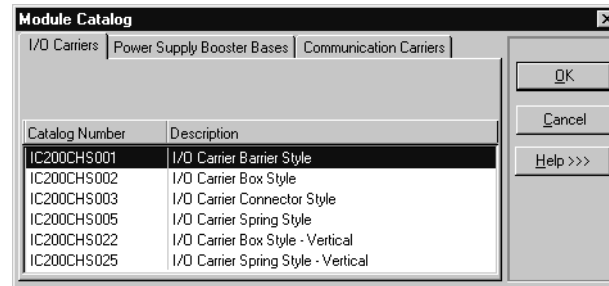 Module Catalog
I/O Carriers Power Supply Booster Bases Communication Carriers
OK
Cancel
Help >>>
Catalog Number Description
IC200CHS001 I/O Carrier Barrier Style
IC200CHS002 I/O Carrier Box Style
IC200CHS003 I/O Carrier Connector Style
IC200CHS005 I/O Carrier Spring Style
IC200CHS022 I/O Carrier Box Style - Vertical
IC200CHS025 I/O Carrier Spring Style - Vertical